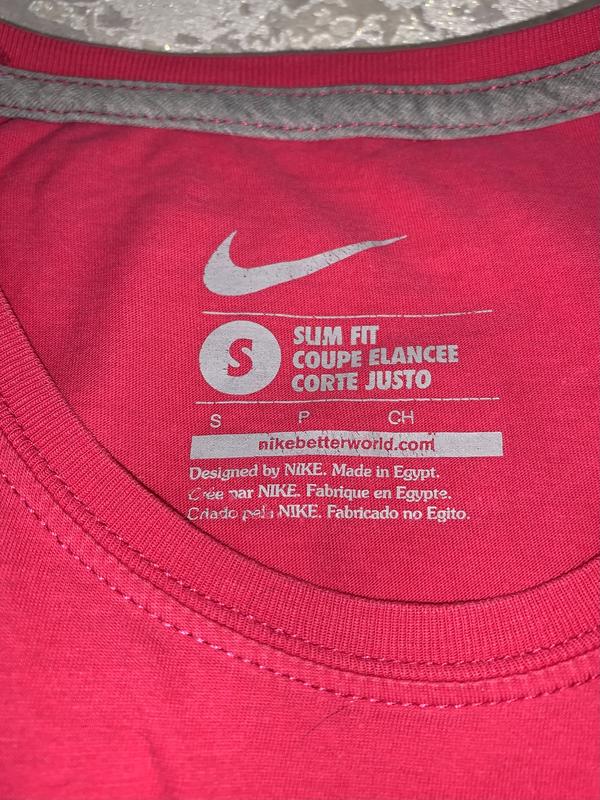 S
SLIM FIT
COUPE ELANCEE
CORTE JUSTO
S P CH
nikebetterworld.com
Designed by NIKE. Made in Egypt.
Créé par NIKE. Fabrique en Egypte.
Criado pela NIKE. Fabricado no Egito.